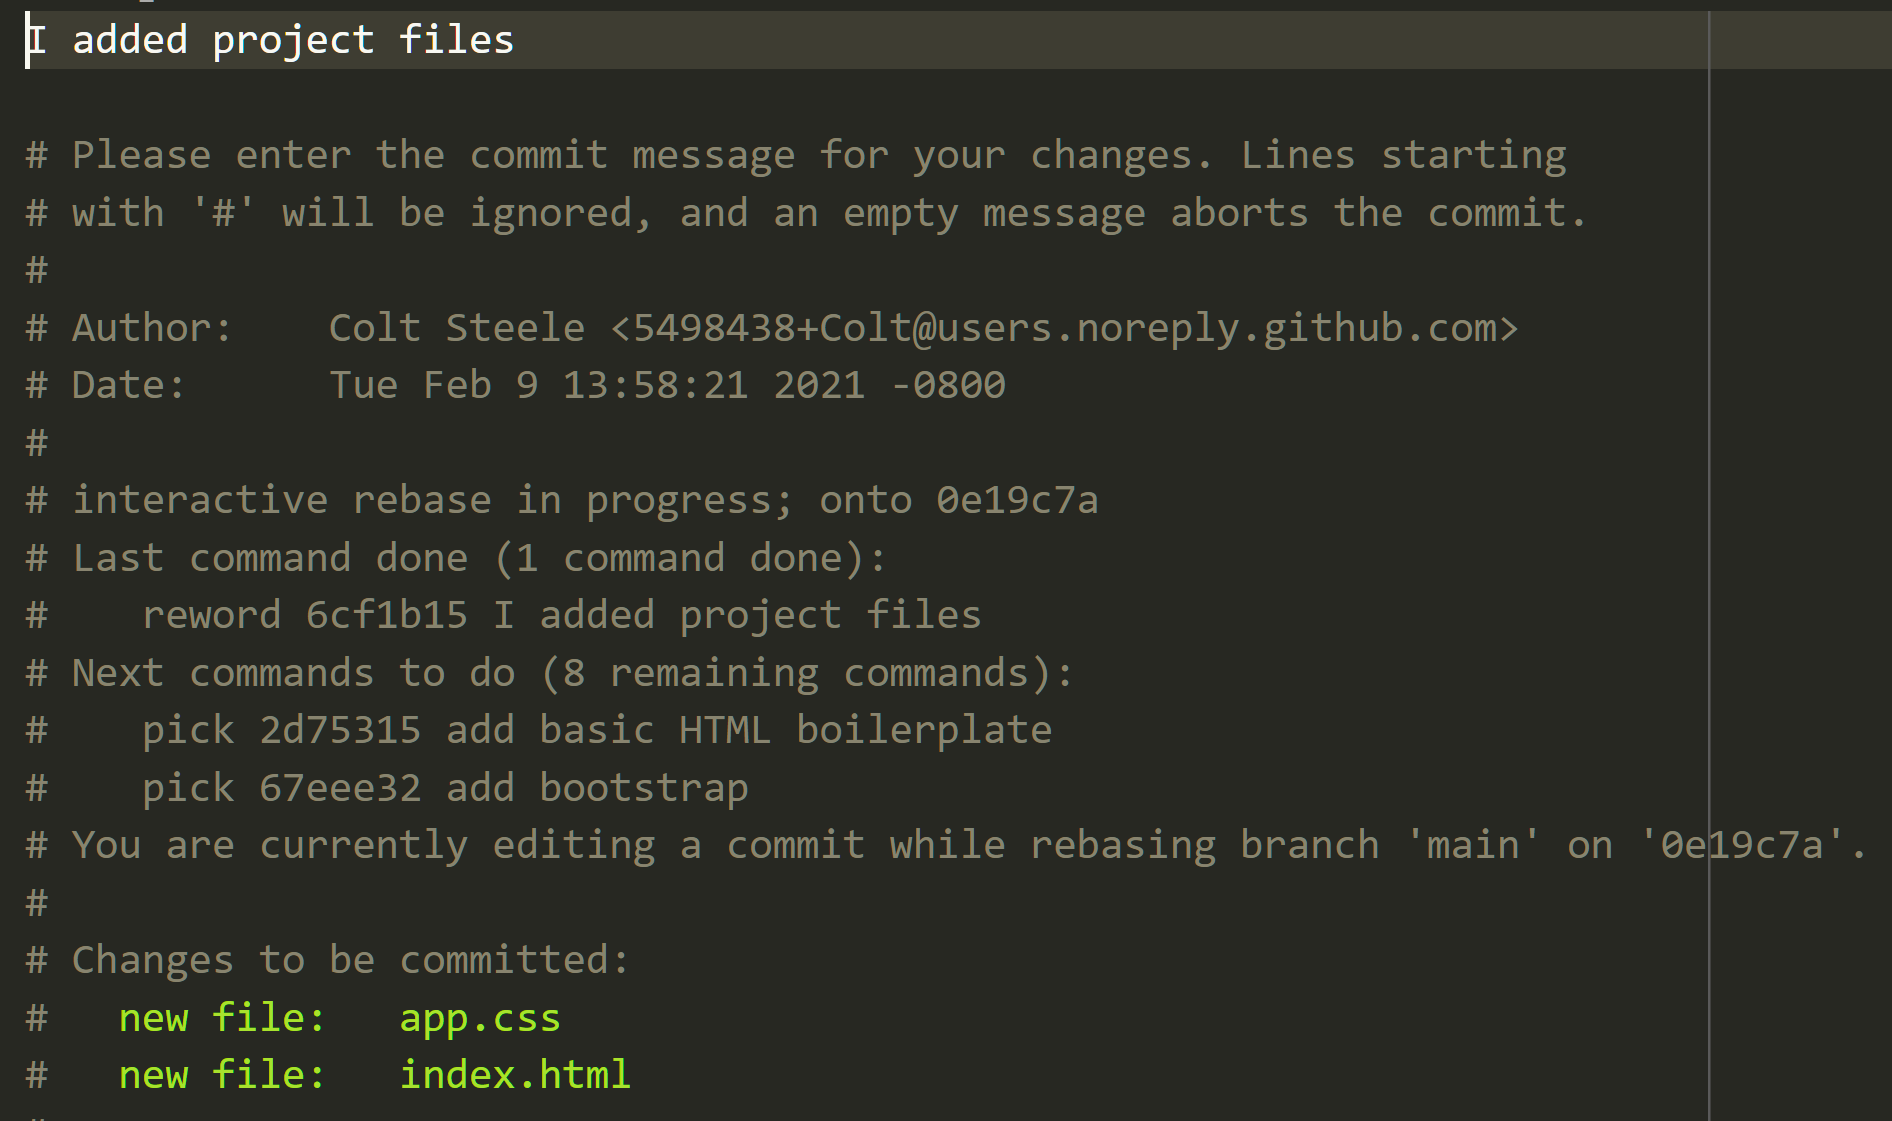 I added project files
# Please enter the commit message for your changes. Lines starting
# with '#' will be ignored, and an empty message aborts the commit.
#
# Author:    Colt Steele <5498438+Colt@users.noreply.github.com>
# Date:      Tue Feb 9 13:58:21 2021 -0800
#
# interactive rebase in progress; onto 0e19c7a
# Last command done (1 command done):
#    reword 6cf1b15 I added project files
# Next commands to do (8 remaining commands):
#    pick 2d75315 add basic HTML boilerplate
#    pick 67eee32 add bootstrap
# You are currently editing a commit while rebasing branch 'main' on '0e19c7a'.
#
# Changes to be committed:
#   new file:   app.css
#   new file:   index.html